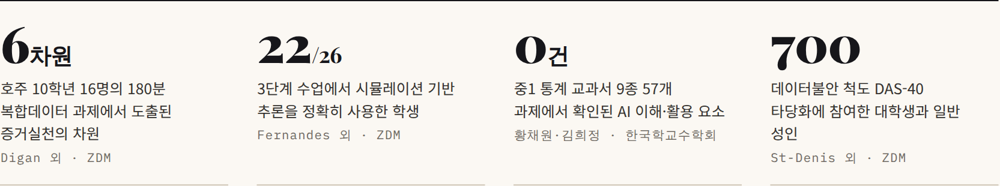 6차원
호주 10학년 16명의 180분
복합데이터 과제에서 도출된
증거실천의 차원
Digan 외 · ZDM
22/26
3단계 수업에서 시뮬레이션 기반
추론을 정확히 사용한 학생
Fernandes 외 · ZDM
0건
중1 통계 교과서 9종 57개
과제에서 확인된 AI 이해·활용 요소
황채원·김희정 · 한국학교수학회
700
데이터불안 척도 DAS-40
타당화에 참여한 대학생과 일반
성인
St-Denis 외 · ZDM